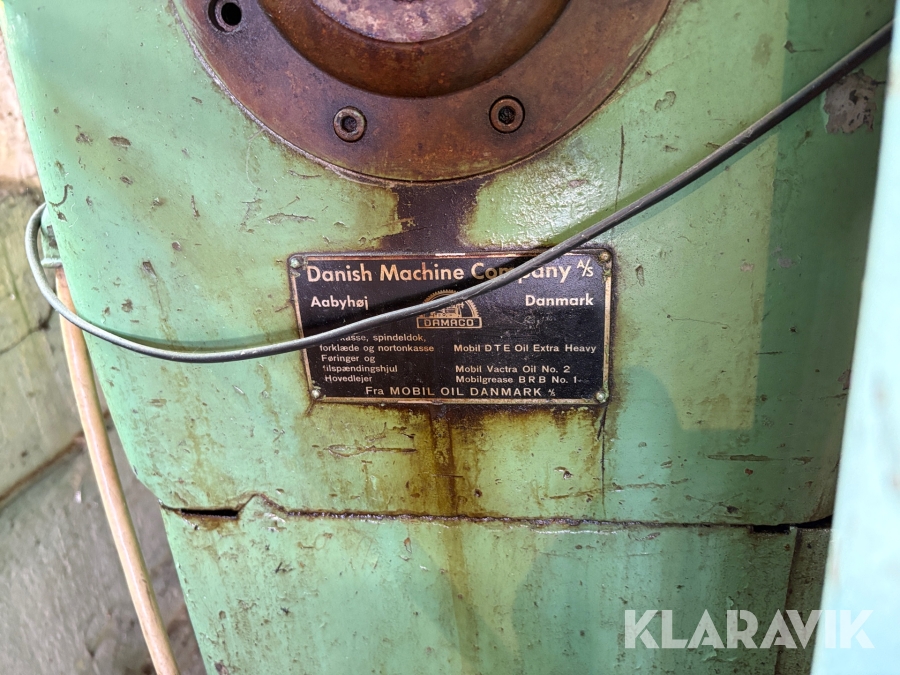 Danish Machine Company A/S
Aabyhøj Danmark
DAMACO
spindeldok,
forklæde og nortonkasse Mobil DTE Oil Extra Heavy
Føringer og
tilspændingshjul Mobil Vactra Oil No. 2
Hovedlejer Mobilgrease BRB No. 1
Fra MOBIL OIL DANMARK A/S
KLARAVIK